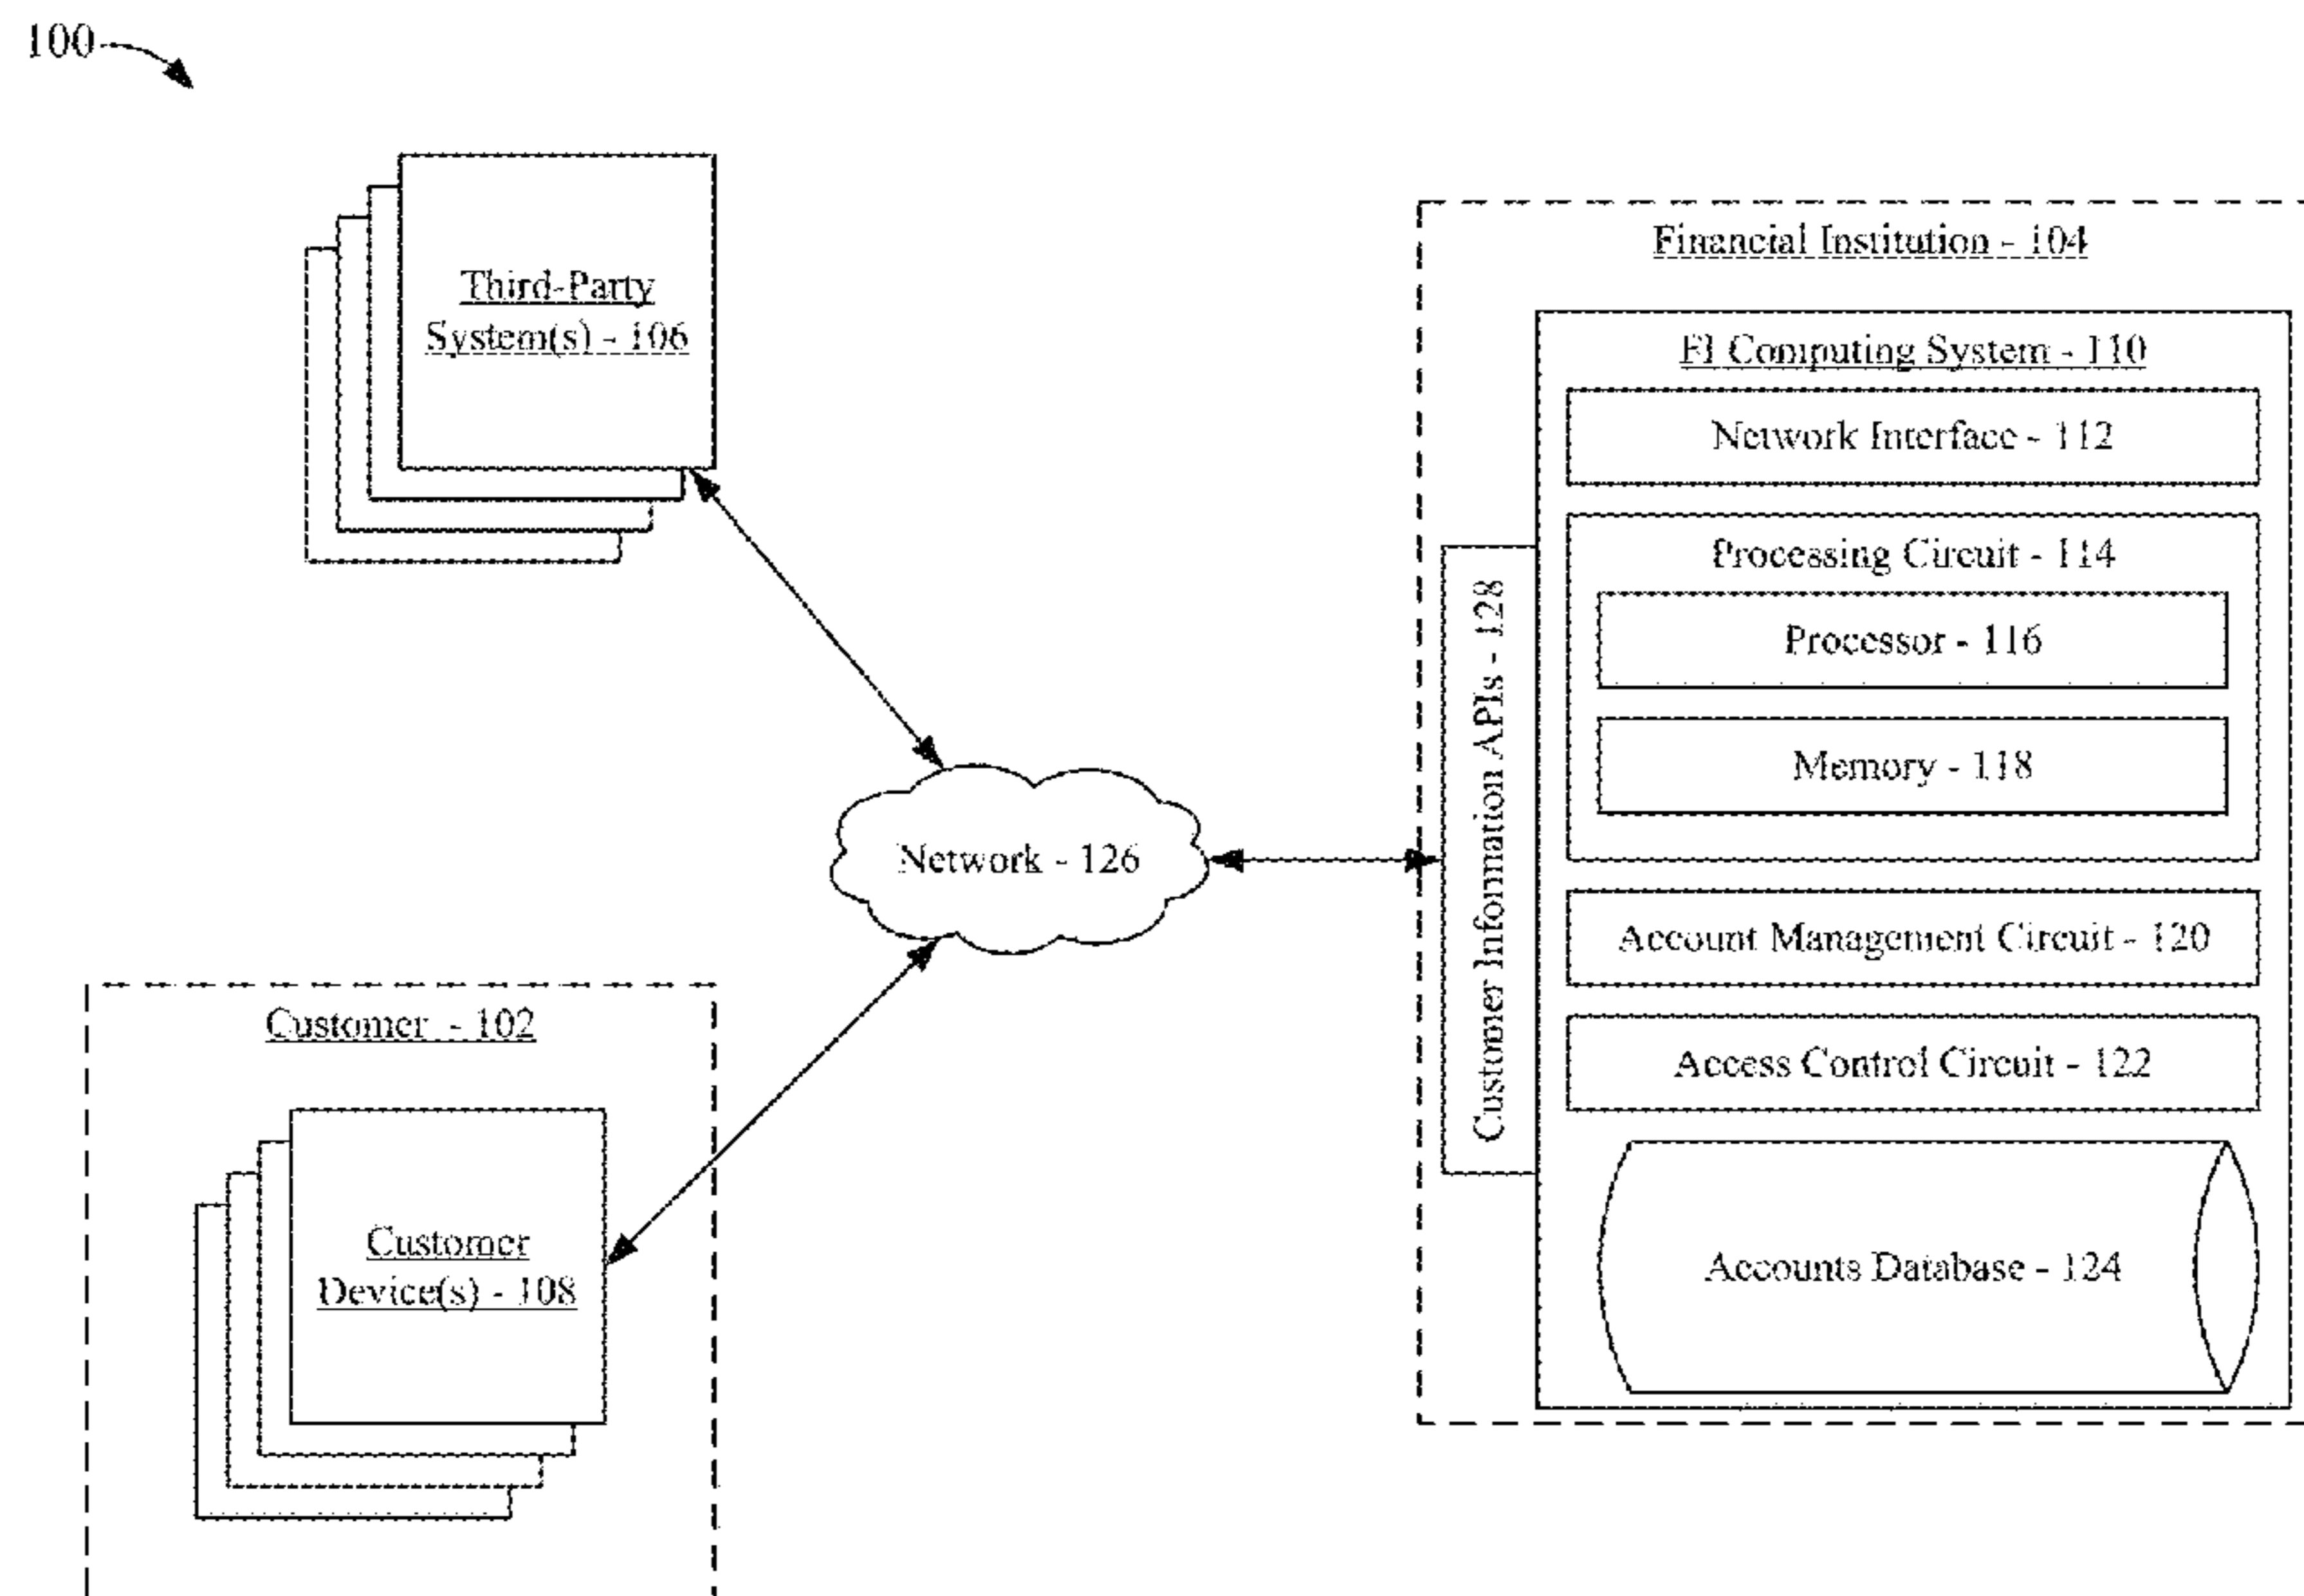 100
Third-Party
System(s) - 106
Financial Institution - 104
FI Computing System - 110
Network Interface - 112
Processing Circuit - 114
Processor - 116
Memory - 118
Customer Information APIs - 128
Network - 126
Account Management Circuit - 120
Access Control Circuit - 122
Accounts Database - 124
Customer - 102
Customer
Device(s) - 108